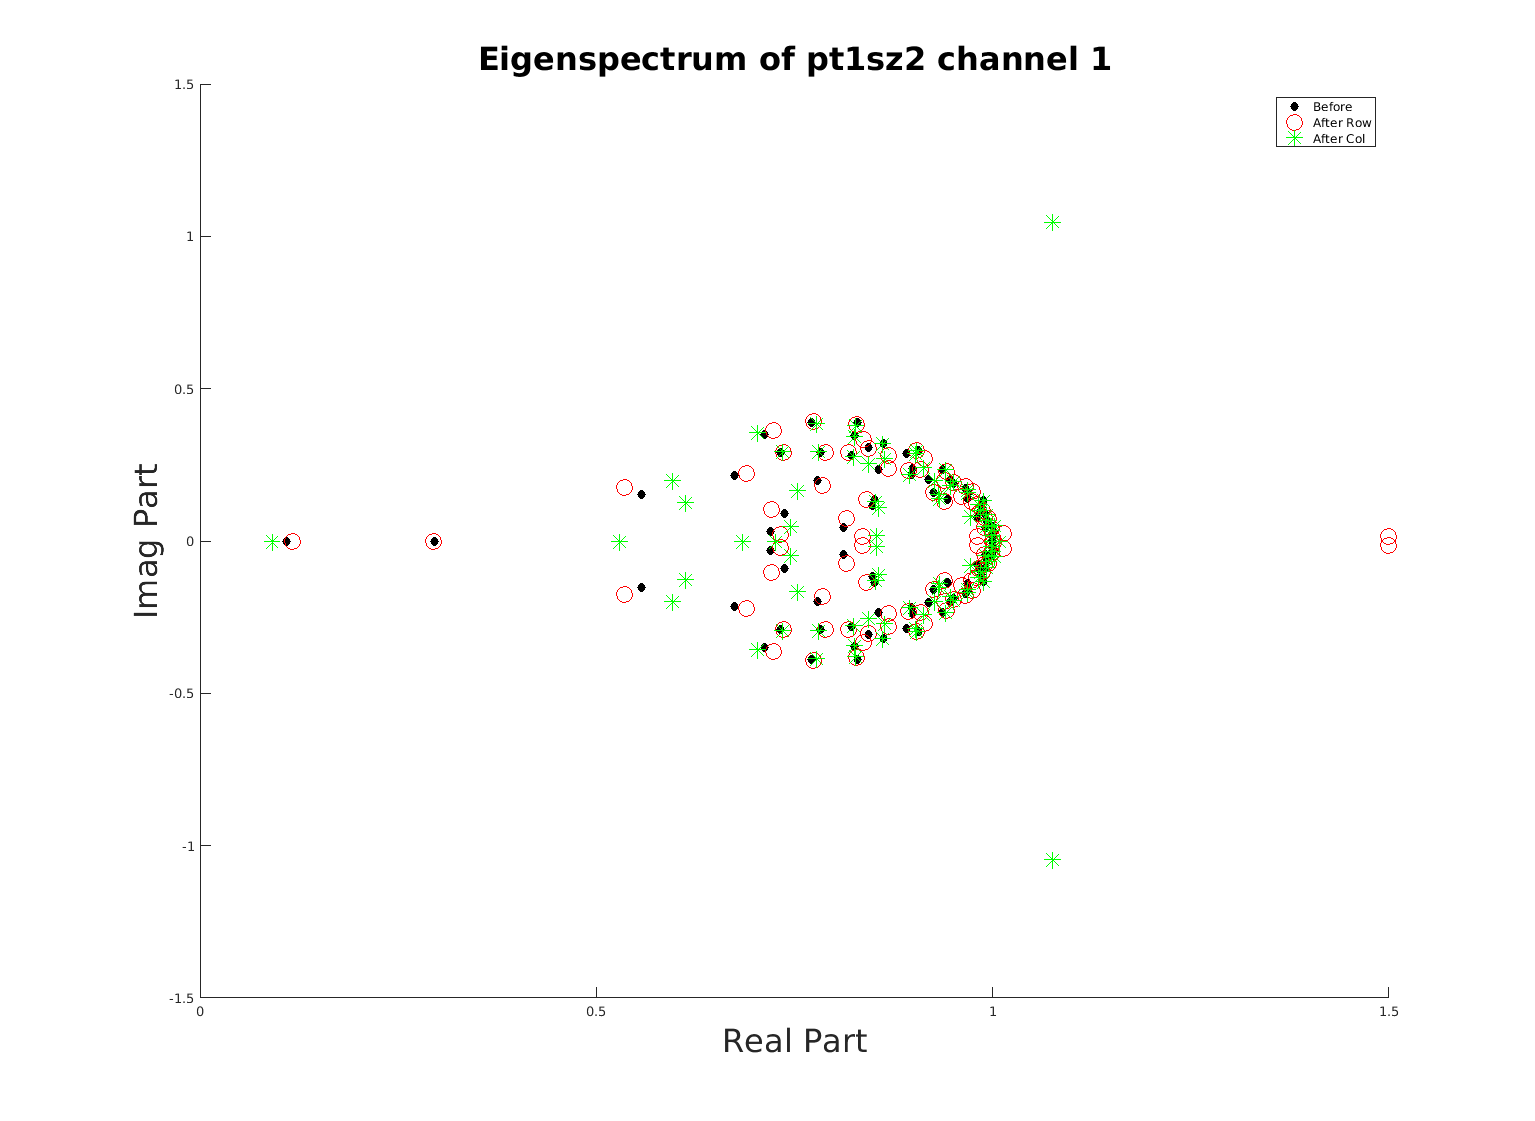 Eigenspectrum of pt1sz2 channel 1
1.5
Before
After Row
After Col
1
0.5
0
-0.5
-1
-1.5
Imag Part
0
0.5
1
1.5
Real Part